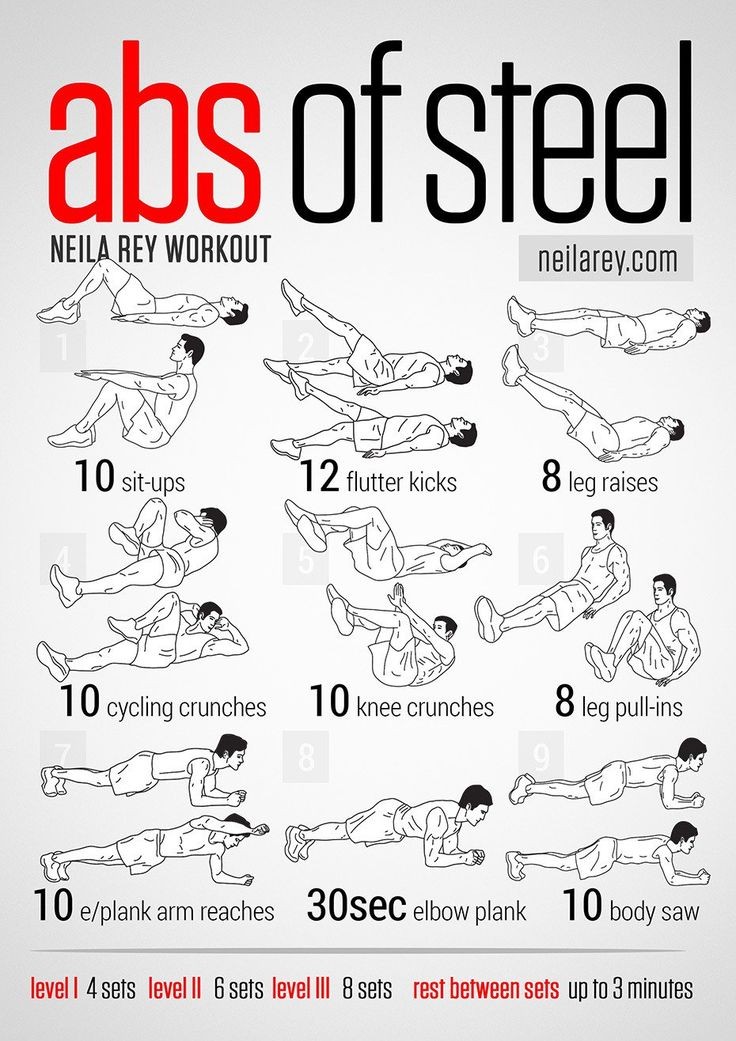 abs of steel
NEILA REY WORKOUT
neilarey.com
1
2
3
10 sit-ups
12 flutter kicks
8 leg raises
4
5
6
10 cycling crunches
10 knee crunches
8 leg pull-ins
7
8
9
10 e/plank arm reaches
30sec elbow plank
10 body saw
level I 4 sets level II 6 sets level III 8 sets rest between sets up to 3 minutes